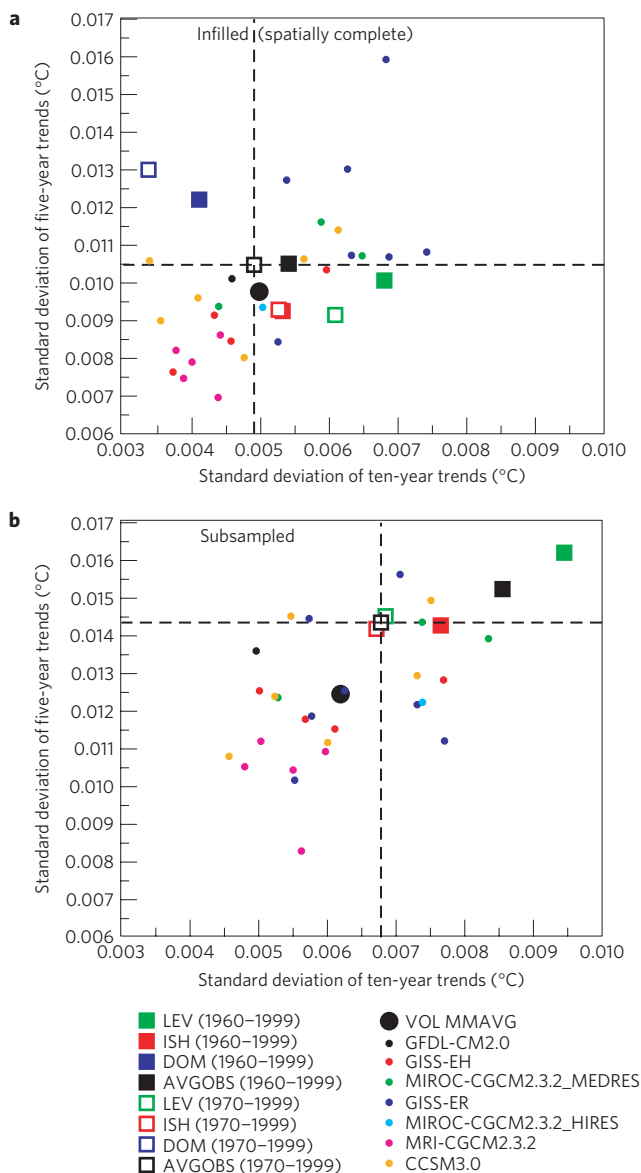 a
Infilled (spatially complete)
0.017
0.016
0.015
0.014
0.013
0.012
0.011
0.010
0.009
0.008
0.007
0.006
Standard deviation of five-year trends (°C)
0.003 0.004 0.005 0.006 0.007 0.008 0.009 0.010
Standard deviation of ten-year trends (°C)
b
Subsampled
0.017
0.016
0.015
0.014
0.013
0.012
0.011
0.010
0.009
0.008
0.007
0.006
Standard deviation of five-year trends (°C)
0.003 0.004 0.005 0.006 0.007 0.008 0.009 0.010
Standard deviation of ten-year trends (°C)
LEV (1960–1999)
ISH (1960–1999)
DOM (1960–1999)
AVGOBS (1960–1999)
LEV (1970–1999)
ISH (1970–1999)
DOM (1970–1999)
AVGOBS (1970–1999)
VOL MMAVG
GFDL-CM2.0
GISS-EH
MIROC-CGCM2.3.2_MEDRES
GISS-ER
MIROC-CGCM2.3.2_HIRES
MRI-CGCM2.3.2
CCSM3.0